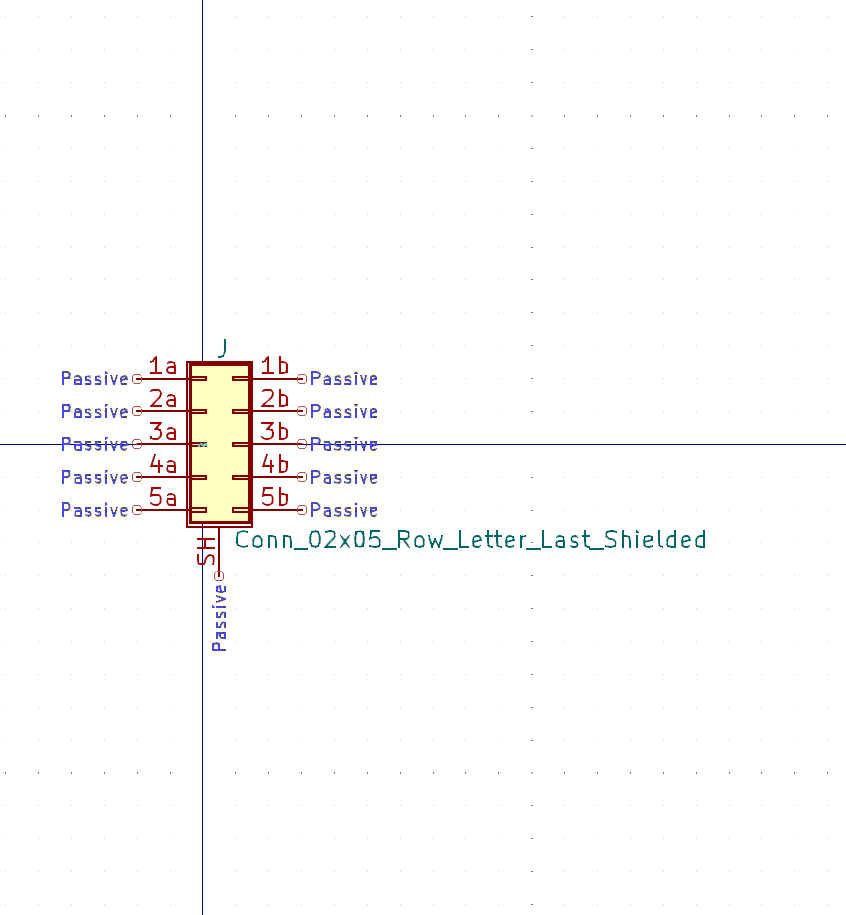 J
1a 1b
Passive Passive
2a 2b
Passive Passive
3a 3b
Passive Passive
4a 4b
Passive Passive
5a 5b
Passive Passive
Conn_02x05_Row_Letter_Last_Shielded
SH
Passive